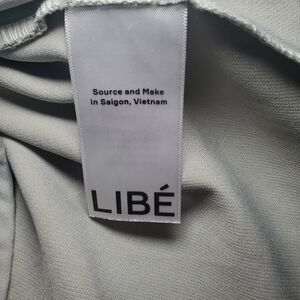 Source and Make
in Saigon, Vietnam
LIBÉ